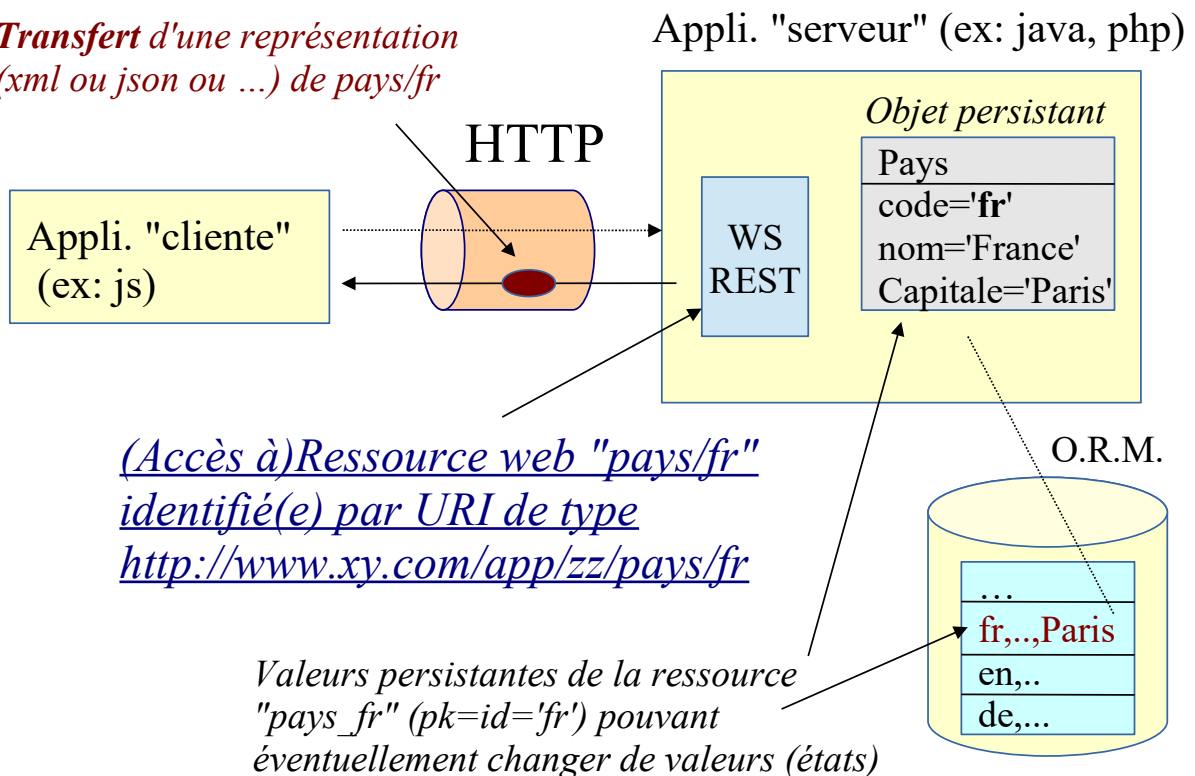 Transfert d'une représentation
(xml ou json ou …) de pays/fr
Appli. "serveur" (ex: java, php)
HTTP
Objet persistant
Pays
code='fr'
nom='France'
Capitale='Paris'
Appli. "cliente"
(ex: js)
WS
REST
(Accès à)Ressource web "pays/fr"
identifié(e) par URI de type
http://www.xy.com/app/zz/pays/fr
O.R.M.
…
fr,..,Paris
en,..
de,...
Valeurs persistantes de la ressource
"pays_fr" (pk=id='fr') pouvant
éventuellement changer de valeurs (états)